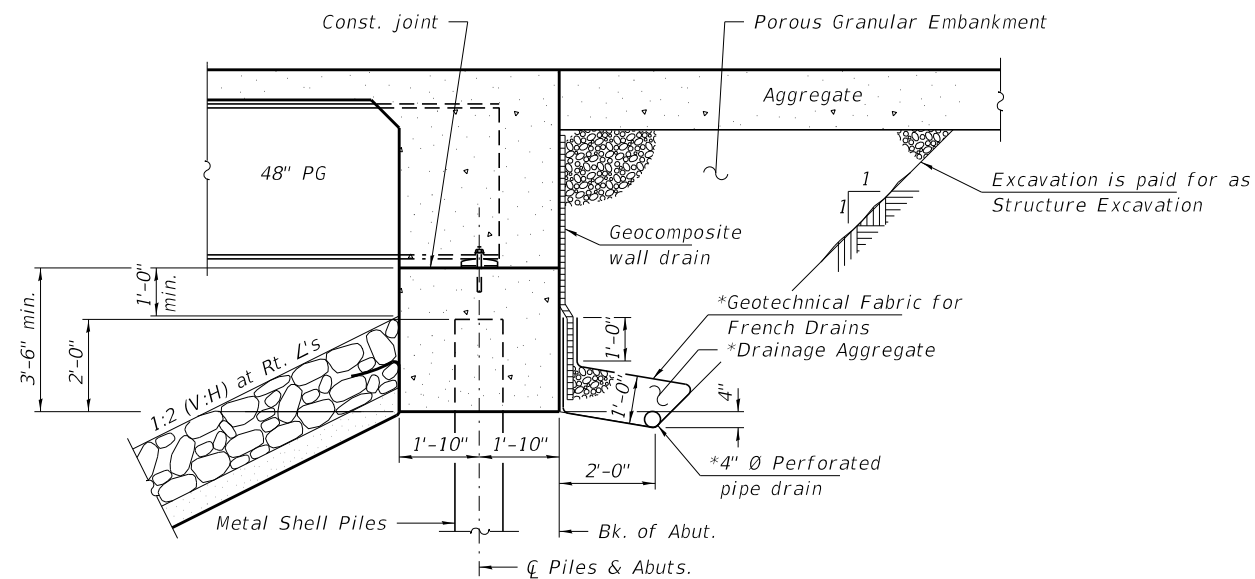 Const. joint
Porous Granular Embankment
Aggregate
48" PG
1
1
Excavation is paid for as
Structure Excavation
Geocomposite
wall drain
3'-6" min.
2'-0"
1'-0"
min.
*Geotechnical Fabric for
French Drains
1'-0"
*Drainage Aggregate
1:2 (V:H) at Rt. ∠'s
1'-0"
4"
1'-10"
1'-10"
2'-0"
*4" Ø Perforated
pipe drain
Metal Shell Piles
Bk. of Abut.
℄ Piles & Abuts.